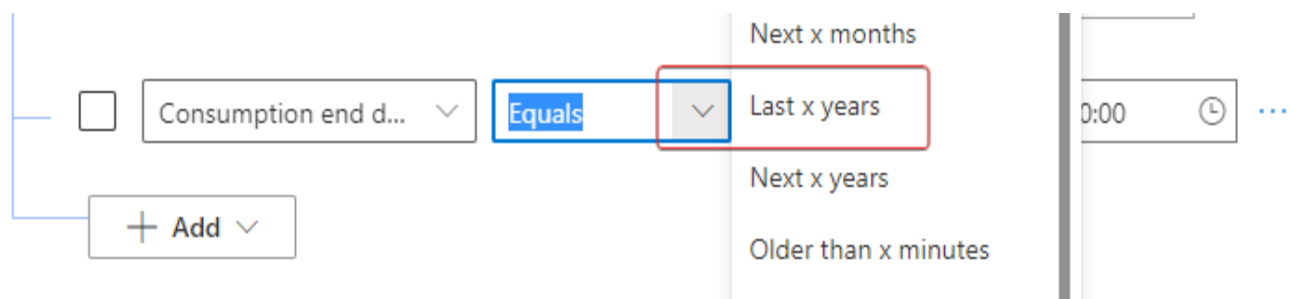 Next x months
Consumption end d...
Equals
Last x years
0:00
Next x years
Add
Older than x minutes